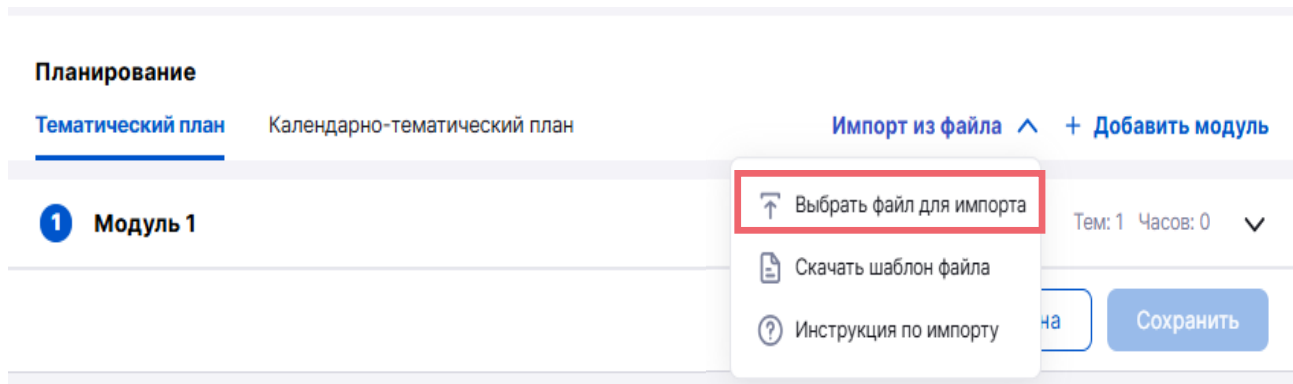 Планирование
Тематический план Календарно-тематический план Импорт из файла + Добавить модуль
1 Модуль 1 Выбрать файл для импорта Тем: 1 Часов: 0
Скачать шаблон файла
Инструкция по импорту на Сохранить